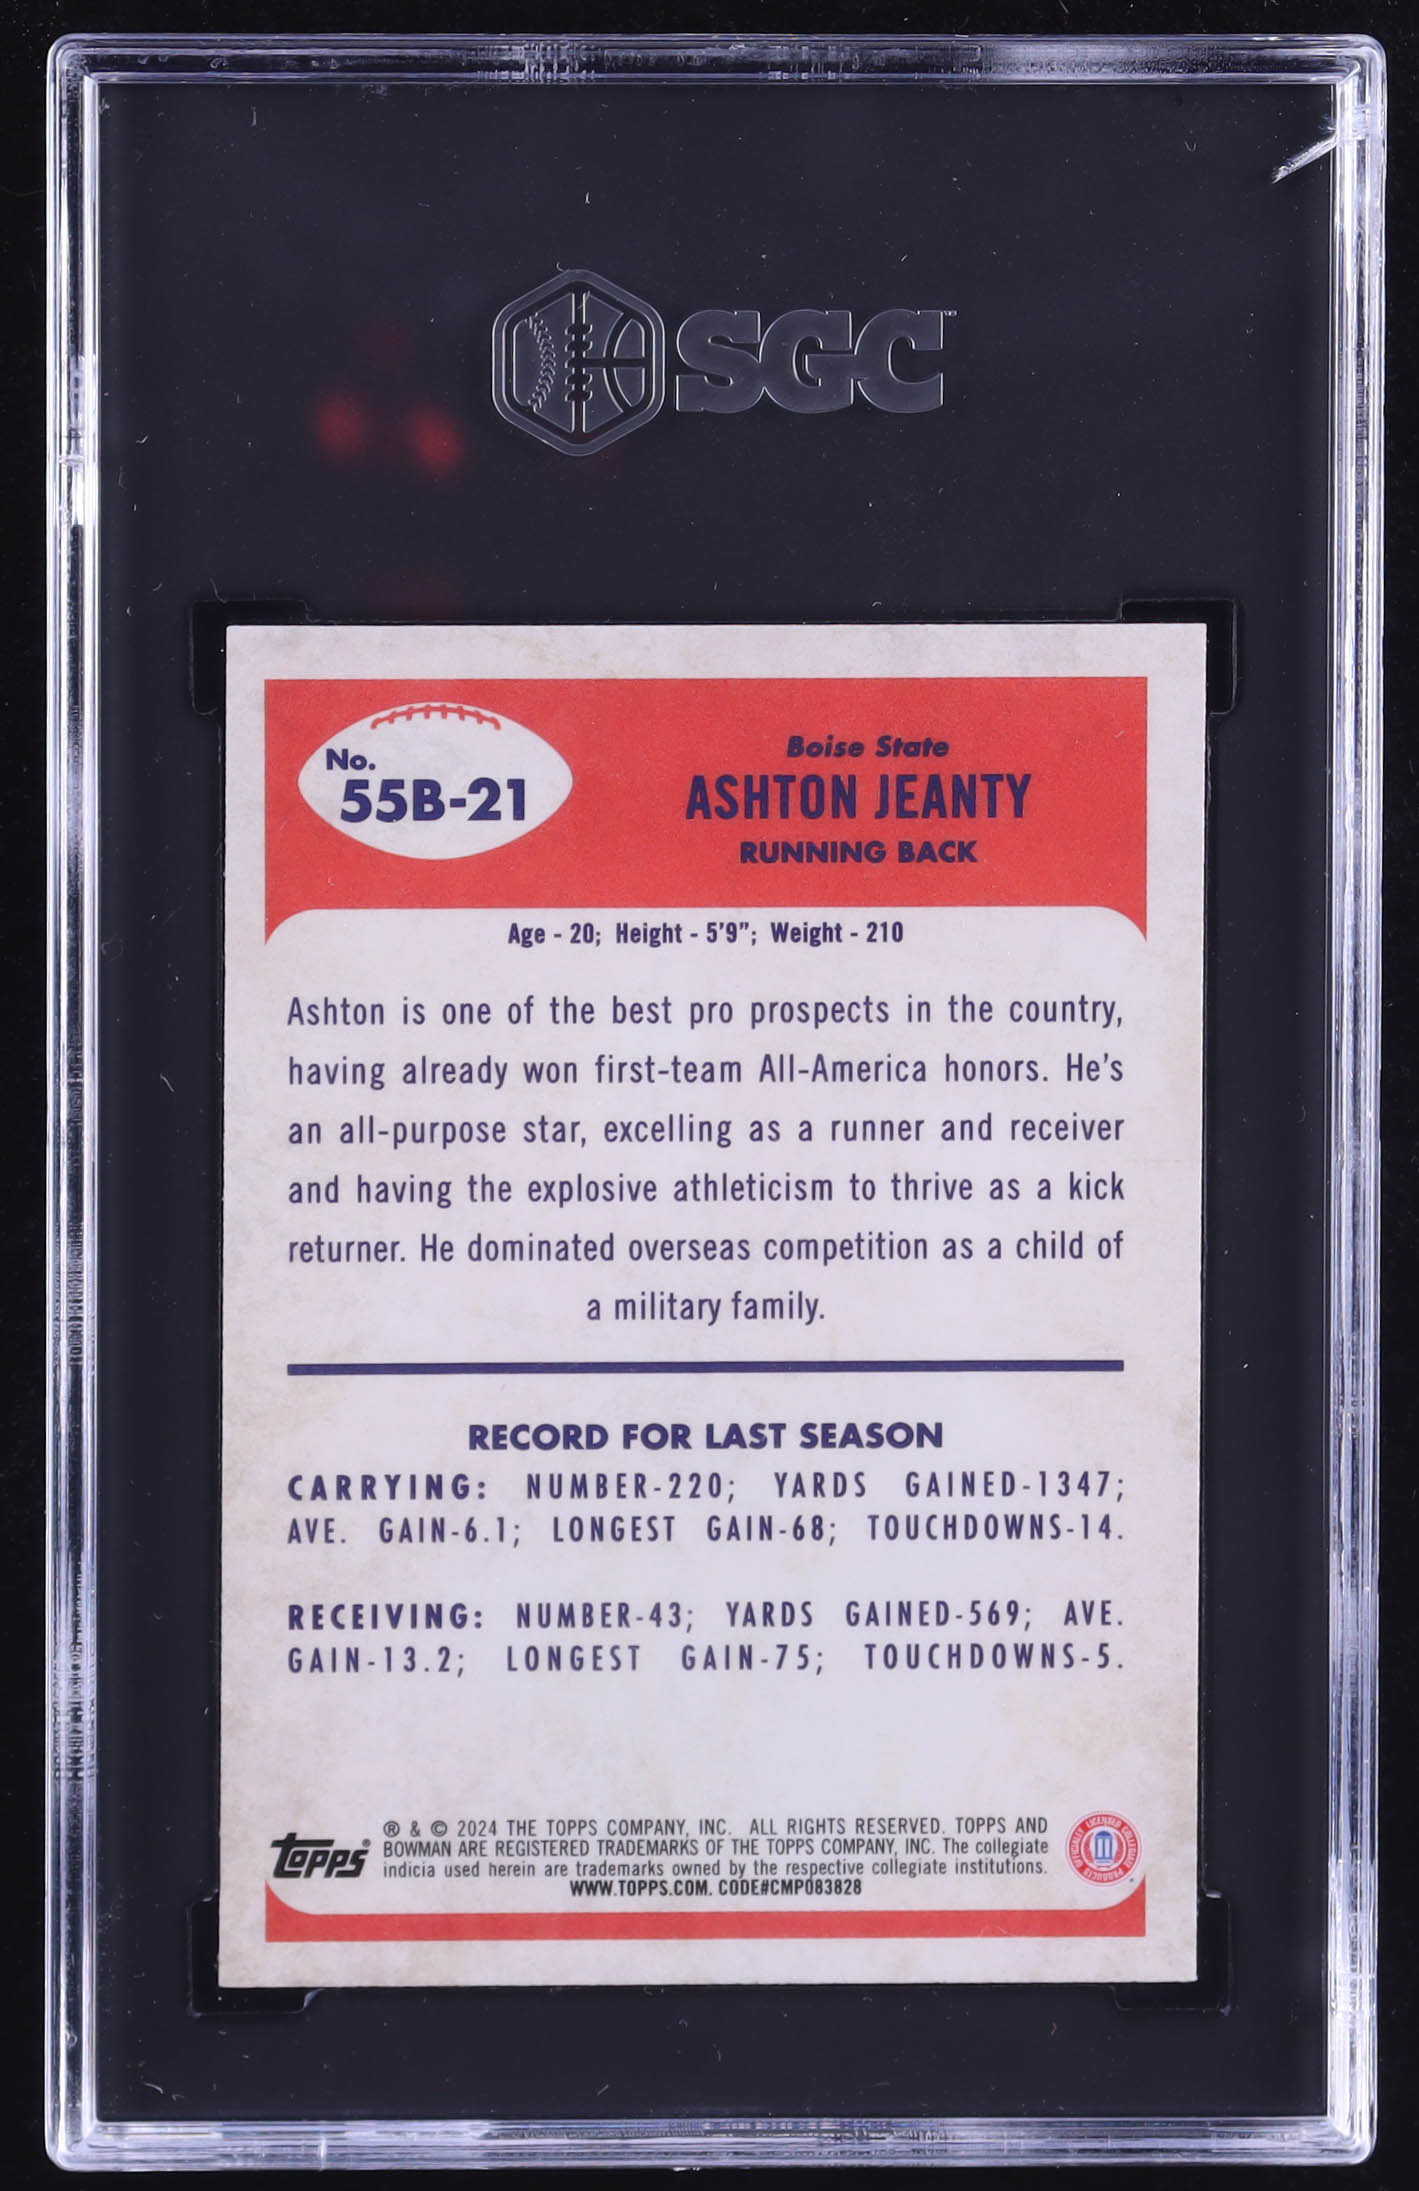 SGC
No.
55B-21
Boise State
ASHTON JEANTY
RUNNING BACK
Age - 20; Height - 5'9"; Weight - 210
Ashton is one of the best pro prospects in the country,
having already won first-team All-America honors. He's
an all-purpose star, excelling as a runner and receiver
and having the explosive athleticism to thrive as a kick
returner. He dominated overseas competition as a child of
a military family.
RECORD FOR LAST SEASON
CARRYING: NUMBER-220; YARDS GAINED-1347;
AVE. GAIN-6.1; LONGEST GAIN-68; TOUCHDOWNS-14.
RECEIVING: NUMBER-43; YARDS GAINED-569; AVE.
GAIN-13.2; LONGEST GAIN-75; TOUCHDOWNS-5.
Topps®
® & © 2024 THE TOPPS COMPANY, INC. ALL RIGHTS RESERVED. TOPPS AND
BOWMAN ARE REGISTERED TRADEMARKS OF THE TOPPS COMPANY, INC. The collegiate
indicia used herein are trademarks owned by the respective collegiate institutions.
WWW.TOPPS.COM. CODE#CMP083828
OFFICIALLY LICENSED COLLEGIATE PRODUCTS